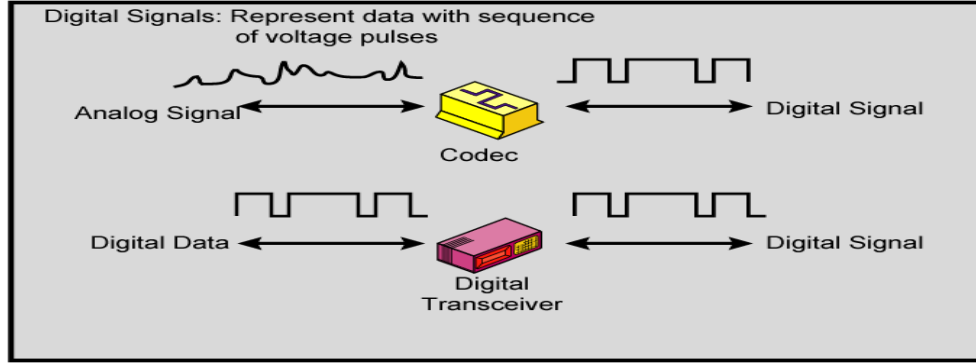 Digital Signals: Represent data with sequence
of voltage pulses
Analog Signal
Digital Signal
Codec
Digital Data
Digital Signal
Digital
Transceiver